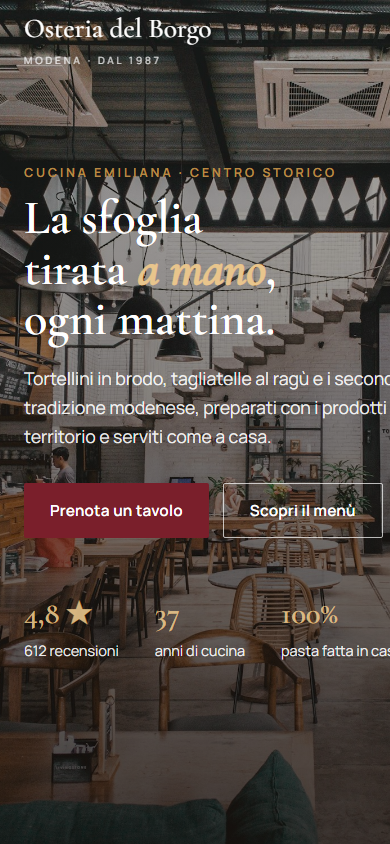 Osteria del Borgo
MODENA · DAL 1987
CUCINA EMILIANA · CENTRO STORICO
La sfoglia
tirata a mano,
ogni mattina.
Tortellini in brodo, tagliatelle al ragù e i second
tradizione modenese, preparati con i prodotti
territorio e serviti come a casa.
Prenota un tavolo
Scopri il menù
4,8 ★
37
100%
612 recensioni
anni di cucina
pasta fatta in cas